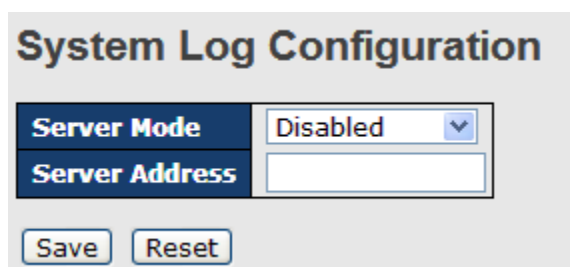 System Log Configuration
Server Mode Disabled
Server Address
Save Reset